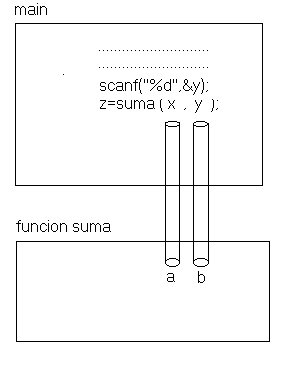 main
............................
............................
scanf("%d",&y);
z=suma ( x , y );
funcion suma
a b